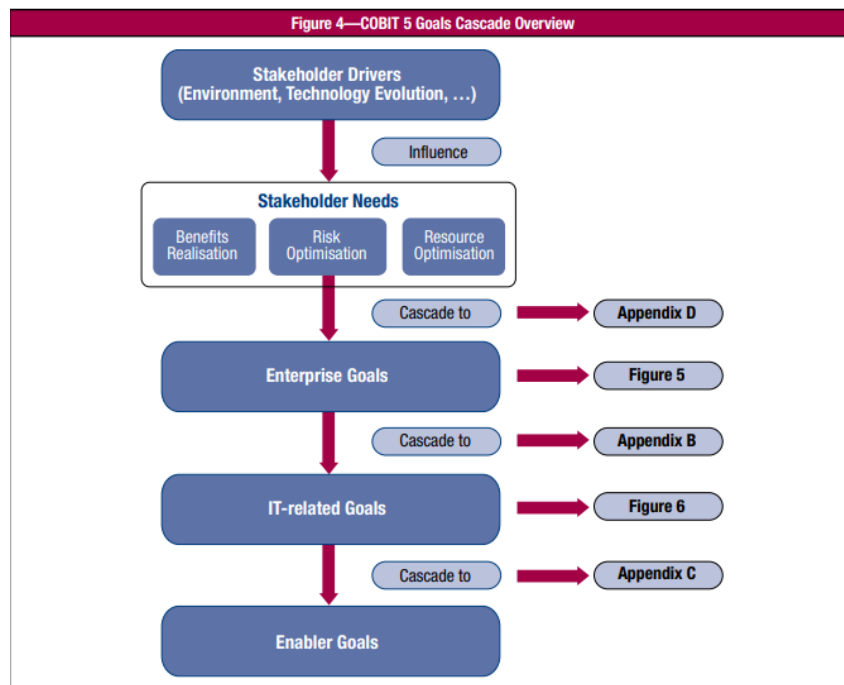 Figure 4—COBIT 5 Goals Cascade Overview
Stakeholder Drivers
(Environment, Technology Evolution, …)
Influence
Stakeholder Needs
Benefits
Realisation
Risk
Optimisation
Resource
Optimisation
Cascade to
Appendix D
Enterprise Goals
Figure 5
Cascade to
Appendix B
IT-related Goals
Figure 6
Cascade to
Appendix C
Enabler Goals